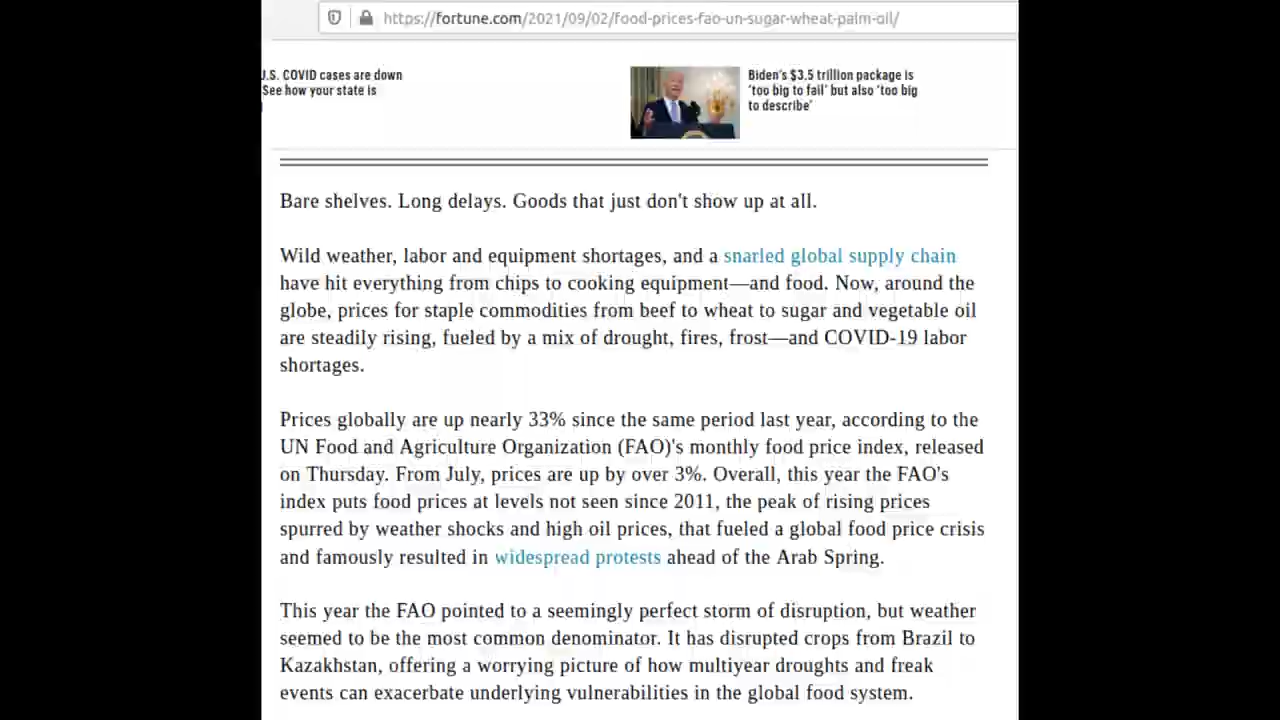 https://fortune.com/2021/09/02/food-prices-fao-un-sugar-wheat-palm-oil/
U.S. COVID cases are down
See how your state is
Biden's $3.5 trillion package is
'too big to fail' but also 'too big
to describe'
Bare shelves. Long delays. Goods that just don't show up at all.
Wild weather, labor and equipment shortages, and a snarled global supply chain
have hit everything from chips to cooking equipment—and food. Now, around the
globe, prices for staple commodities from beef to wheat to sugar and vegetable oil
are steadily rising, fueled by a mix of drought, fires, frost—and COVID-19 labor
shortages.
Prices globally are up nearly 33% since the same period last year, according to the
UN Food and Agriculture Organization (FAO)'s monthly food price index, released
on Thursday. From July, prices are up by over 3%. Overall, this year the FAO's
index puts food prices at levels not seen since 2011, the peak of rising prices
spurred by weather shocks and high oil prices, that fueled a global food price crisis
and famously resulted in widespread protests ahead of the Arab Spring.
This year the FAO pointed to a seemingly perfect storm of disruption, but weather
seemed to be the most common denominator. It has disrupted crops from Brazil to
Kazakhstan, offering a worrying picture of how multiyear droughts and freak
events can exacerbate underlying vulnerabilities in the global food system.